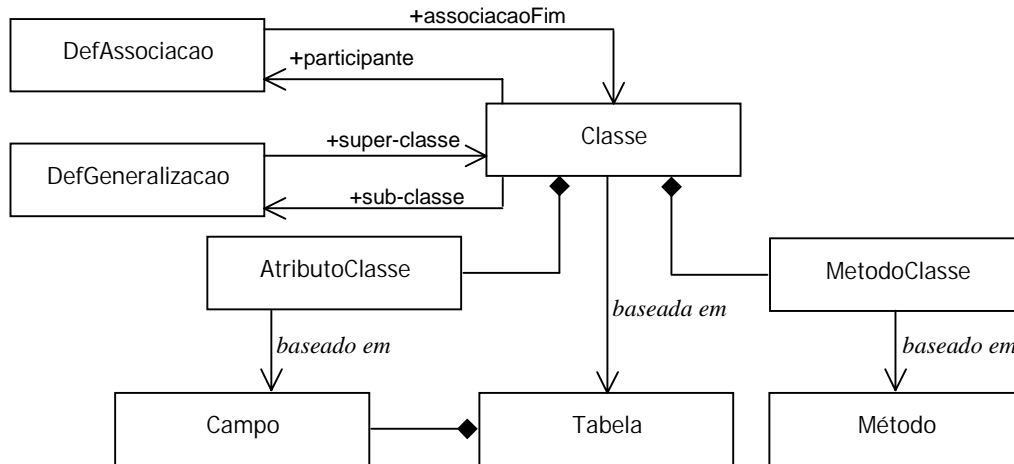 +associacaoFim
DefAssociacao
+participante
Classe
+super-classe
DefGeneralizacao
+sub-classe
AtributoClasse
MetodoClasse
baseada em
baseado em
baseado em
Campo
Tabela
Método